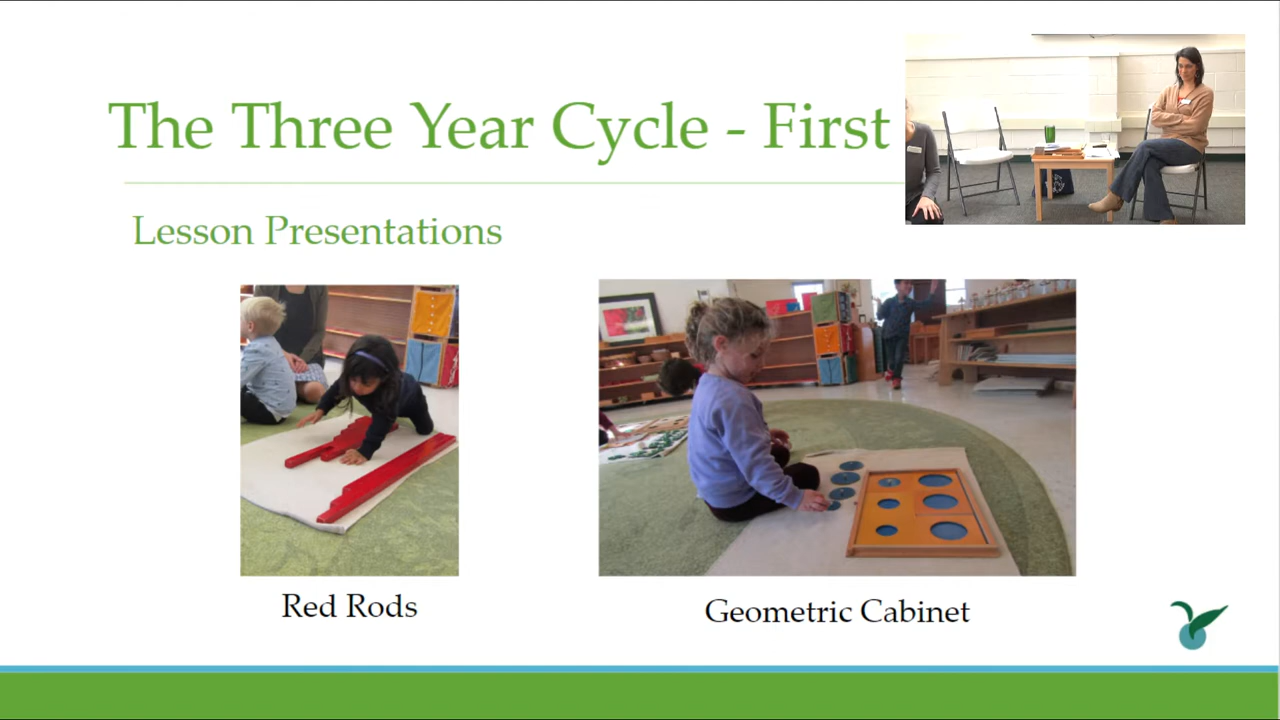 The Three Year Cycle - First
Lesson Presentations
Red Rods
Geometric Cabinet